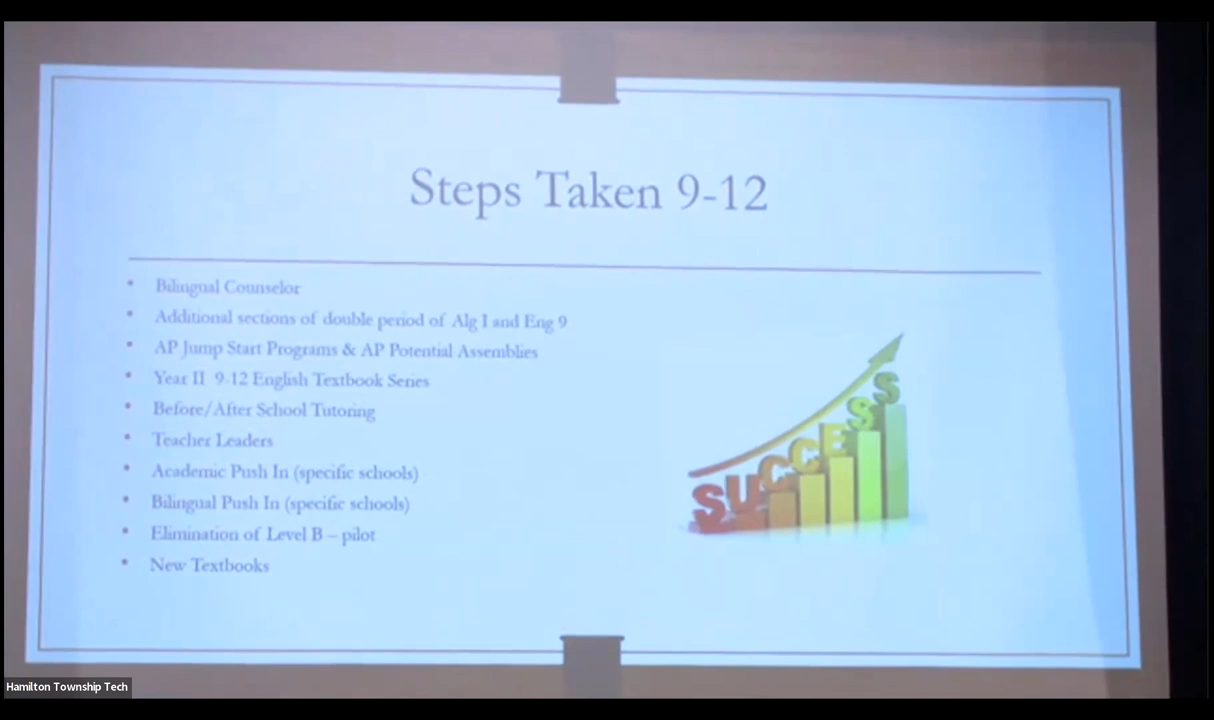 Steps Taken 9-12
• Bilingual Counselor
• Additional sections of double period of Alg I and Eng 9
• AP Jump Start Programs & AP Potential Assemblies
• Year II 9-12 English Textbook Series
• Before/After School Tutoring
• Teacher Leaders
• Academic Push In (specific schools)
• Bilingual Push In (specific schools)
• Elimination of Level B – pilot
• New Textbooks
SUCCESS
Hamilton Township Tech